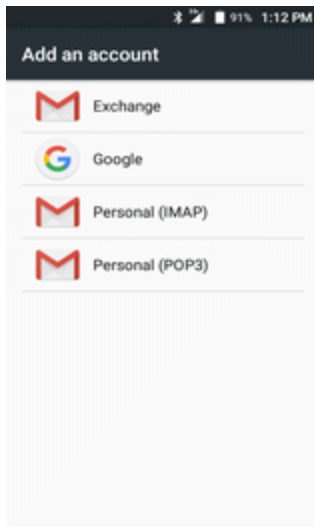 91% 1:12 PM
Add an account
Exchange
Google
Personal (IMAP)
Personal (POP3)